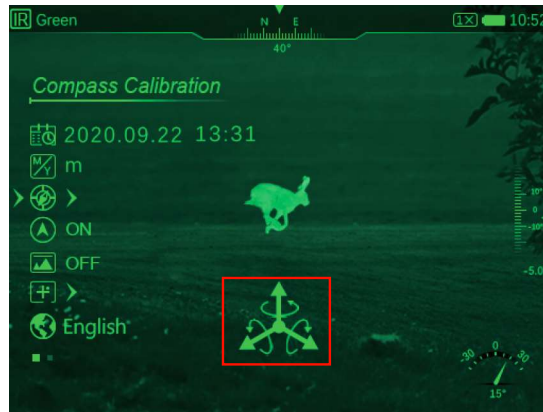 IR Green
N E
1X 10:52
40°
Compass Calibration
2020.09.22 13:31
M/Y m
ON
OFF
English
10°
0
-10°
-5.0
-30 0 30
15°